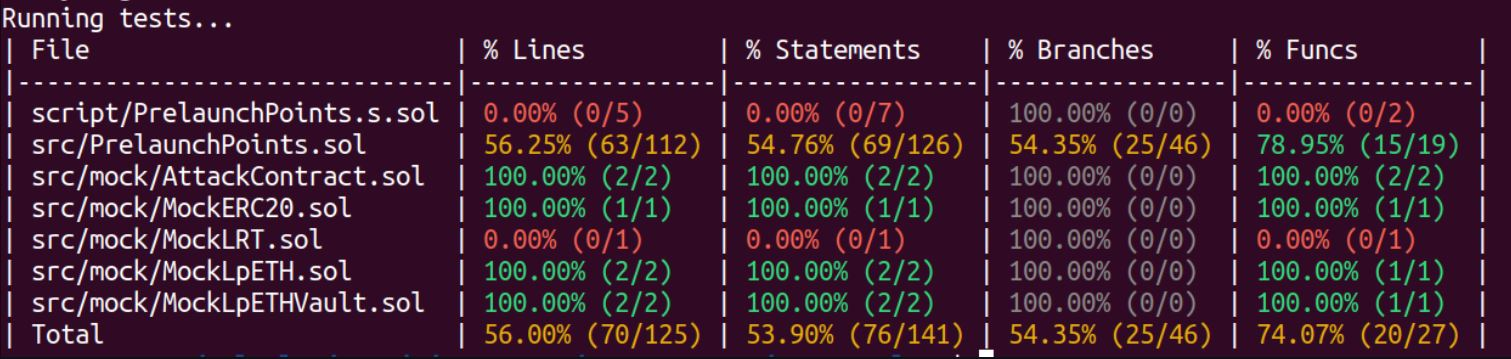 Running tests...
| File                         | % Lines         | % Statements    | % Branches     | % Funcs        |
|------------------------------|-----------------|-----------------|----------------|----------------|
| script/PrelaunchPoints.s.sol | 0.00% (0/5)     | 0.00% (0/7)     | 100.00% (0/0)  | 0.00% (0/2)    |
| src/PrelaunchPoints.sol      | 56.25% (63/112) | 54.76% (69/126) | 54.35% (25/46) | 78.95% (15/19) |
| src/mock/AttackContract.sol  | 100.00% (2/2)   | 100.00% (2/2)   | 100.00% (0/0)  | 100.00% (2/2)  |
| src/mock/MockERC20.sol       | 100.00% (1/1)   | 100.00% (1/1)   | 100.00% (0/0)  | 100.00% (1/1)  |
| src/mock/MockLRT.sol         | 0.00% (0/1)     | 0.00% (0/1)     | 100.00% (0/0)  | 0.00% (0/1)    |
| src/mock/MockLpETH.sol       | 100.00% (2/2)   | 100.00% (2/2)   | 100.00% (0/0)  | 100.00% (1/1)  |
| src/mock/MockLpETHVault.sol  | 100.00% (2/2)   | 100.00% (2/2)   | 100.00% (0/0)  | 100.00% (1/1)  |
| Total                        | 56.00% (70/125) | 53.90% (76/141) | 54.35% (25/46) | 74.07% (20/27) |